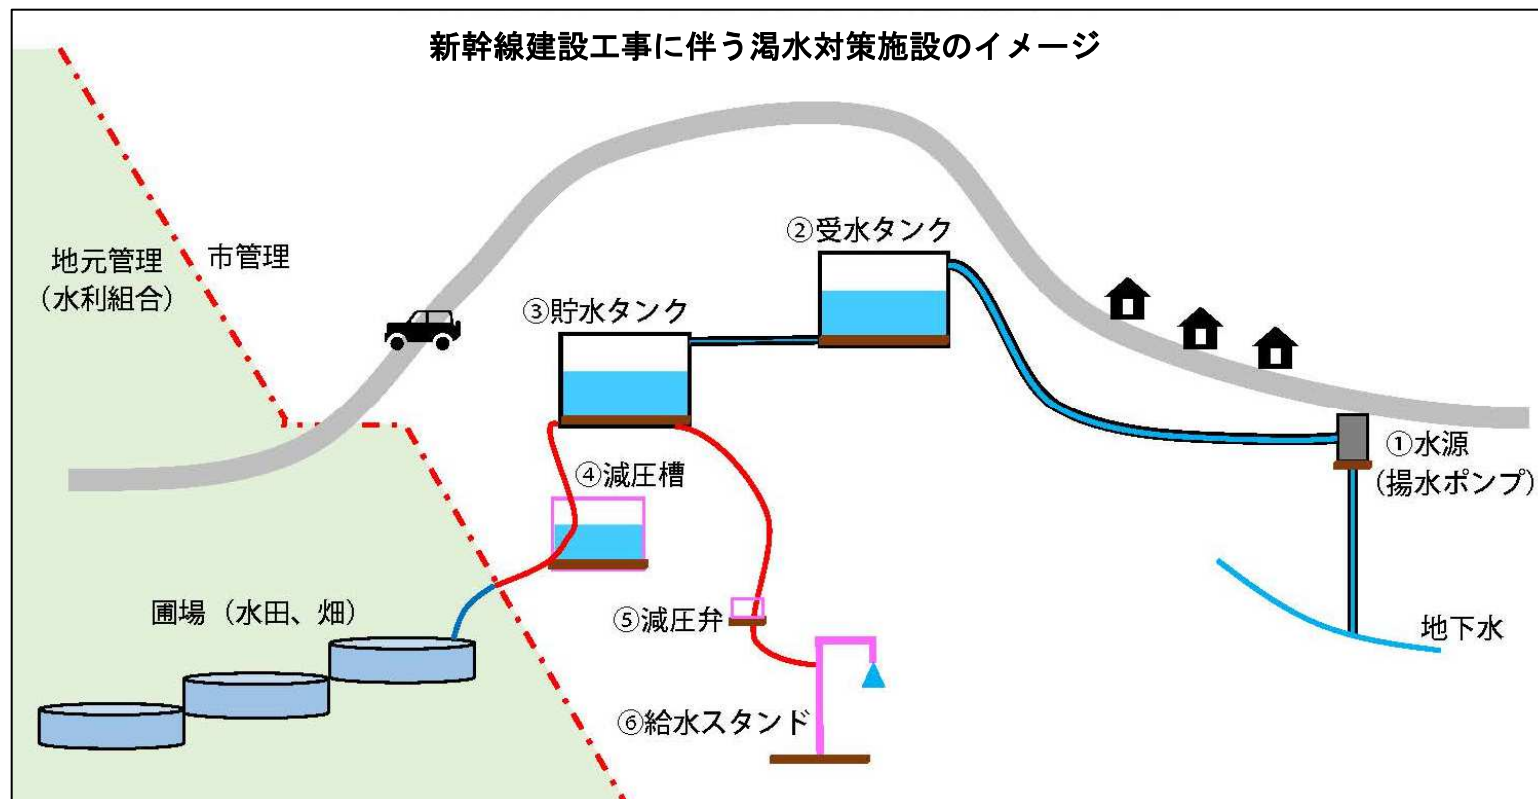 新幹線建設工事に伴う渇水対策施設のイメージ
地元管理
（水利組合）
市管理
②受水タンク
③貯水タンク
①水源
（揚水ポンプ）
④減圧槽
圃場（水田、畑）
⑤減圧弁
地下水
⑥給水スタンド